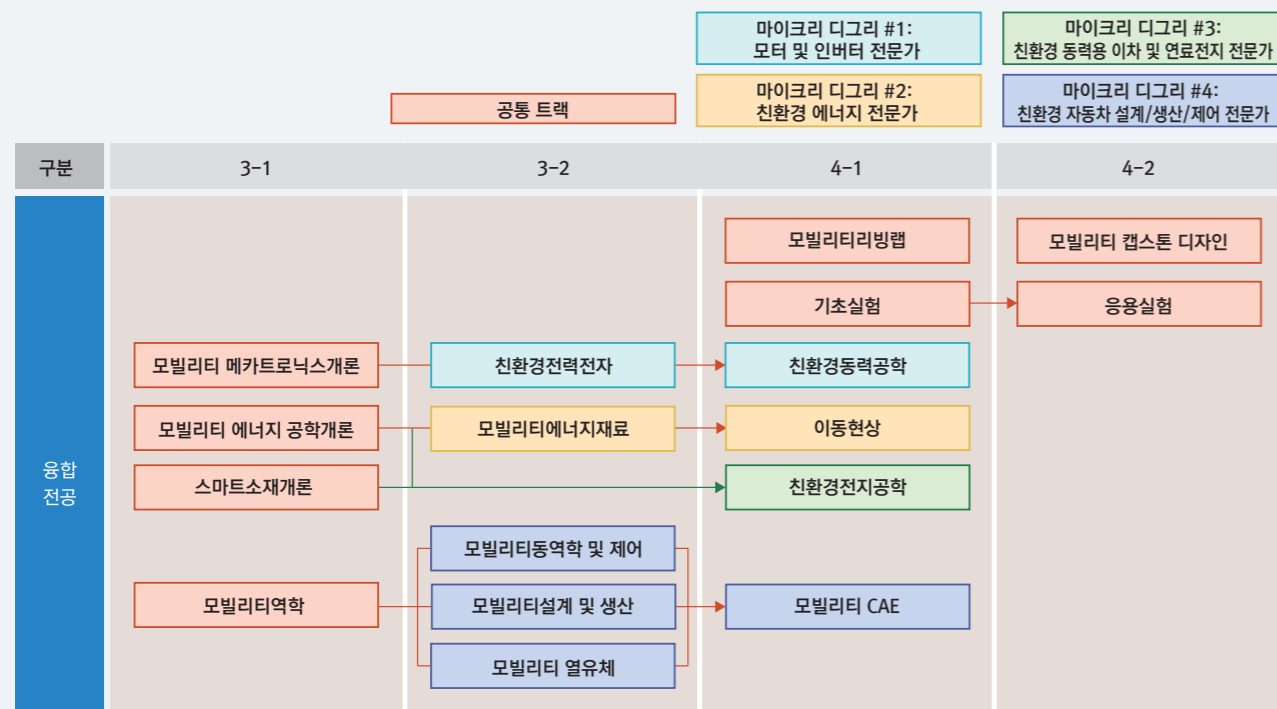 마이크리 디그리 #1:
모터 및 인버터 전문가
마이크리 디그리 #3:
친환경 동력용 이차 및 연료전지 전문가
공통 트랙
마이크리 디그리 #2:
친환경 에너지 전문가
마이크리 디그리 #4:
친환경 자동차 설계/생산/제어 전문가
구분
3-1
3-2
4-1
4-2
융합
전공
모빌리티리빙랩
모빌리티 캡스톤 디자인
기초실험
응용실험
모빌리티 메카트로닉스개론
친환경전력전자
친환경동력공학
모빌리티 에너지 공학개론
모빌리티에너지재료
이동현상
스마트소재개론
친환경전지공학
모빌리티동역학 및 제어
모빌리티역학
모빌리티설계 및 생산
모빌리티 CAE
모빌리티 열유체